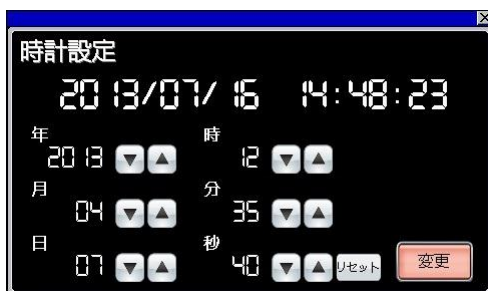 時計設定
2013/07/16 14:48:23
年 時
2013 ▼ ▲ 12 ▼ ▲
月 分
04 ▼ ▲ 35 ▼ ▲
日 秒
07 ▼ ▲ 40 ▼ ▲ リセット 変更